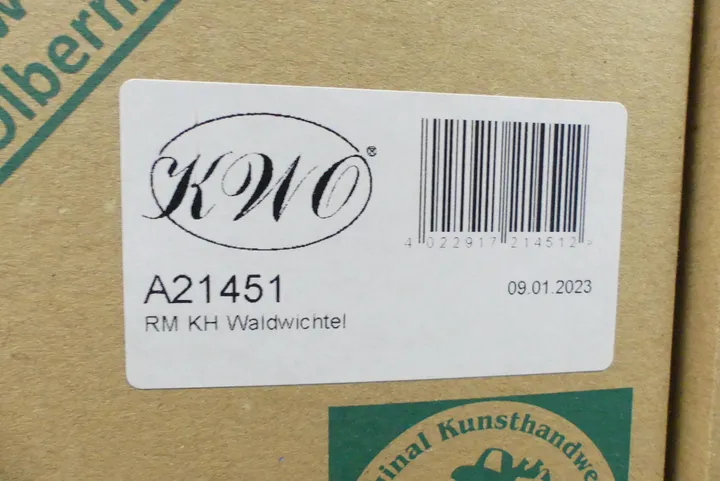 KWO®
4 022917 214512 >
A21451
09.01.2023
RM KH Waldwichtel